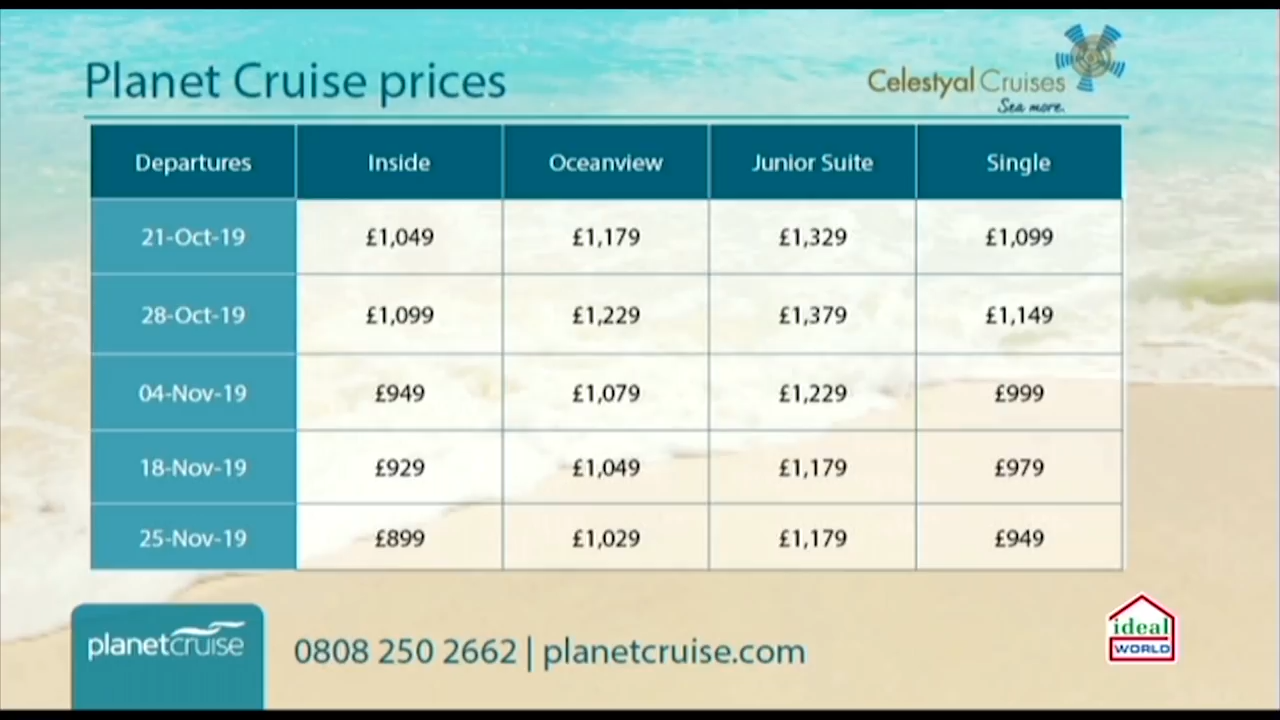 Planet Cruise prices
Celestyal Cruises
Sea more.
Departures Inside Oceanview Junior Suite Single
21-Oct-19 £1,049 £1,179 £1,329 £1,099
28-Oct-19 £1,099 £1,229 £1,379 £1,149
04-Nov-19 £949 £1,079 £1,229 £999
18-Nov-19 £929 £1,049 £1,179 £979
25-Nov-19 £899 £1,029 £1,179 £949
planetcruise
0808 250 2662 | planetcruise.com
ideal
WORLD